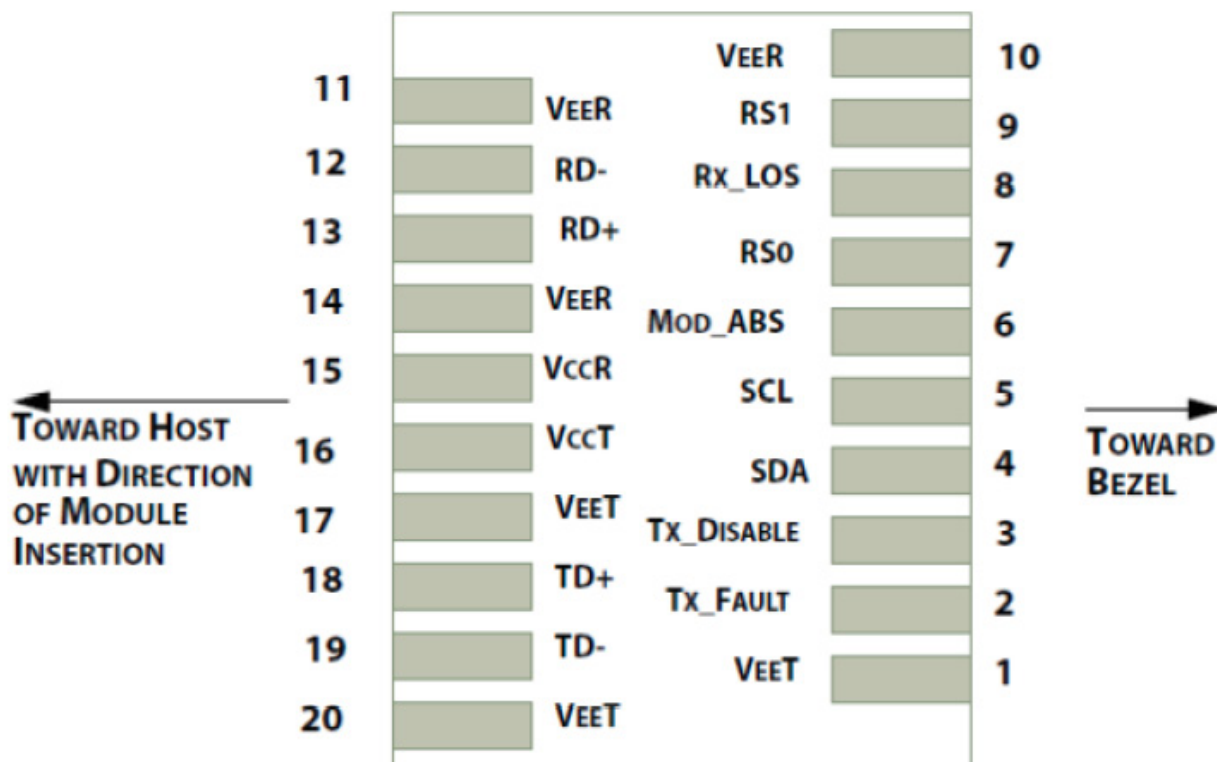 11 VEER
12 RD-
13 RD+
14 VEER
15 VCCR
16 VCCT
17 VEET
18 TD+
19 TD-
20 VEET
VEER 10
RS1 9
RX_LOS 8
RS0 7
MOD_ABS 6
SCL 5
SDA 4
TX_DISABLE 3
TX_FAULT 2
VEET 1
TOWARD HOST
WITH DIRECTION
OF MODULE
INSERTION
TOWARD
BEZEL